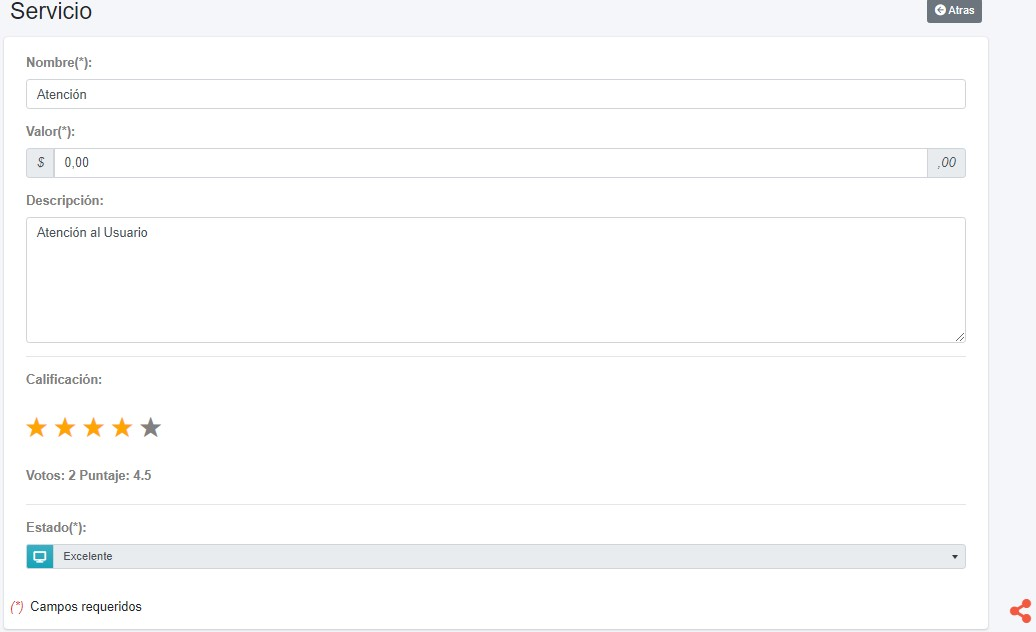 Servicio
Atras
Nombre(*):
Atención
Valor(*):
$ 0,00 ,00
Descripción:
Atención al Usuario
Calificación:
Votos: 2 Puntaje: 4.5
Estado(*):
Excelente
(*) Campos requeridos